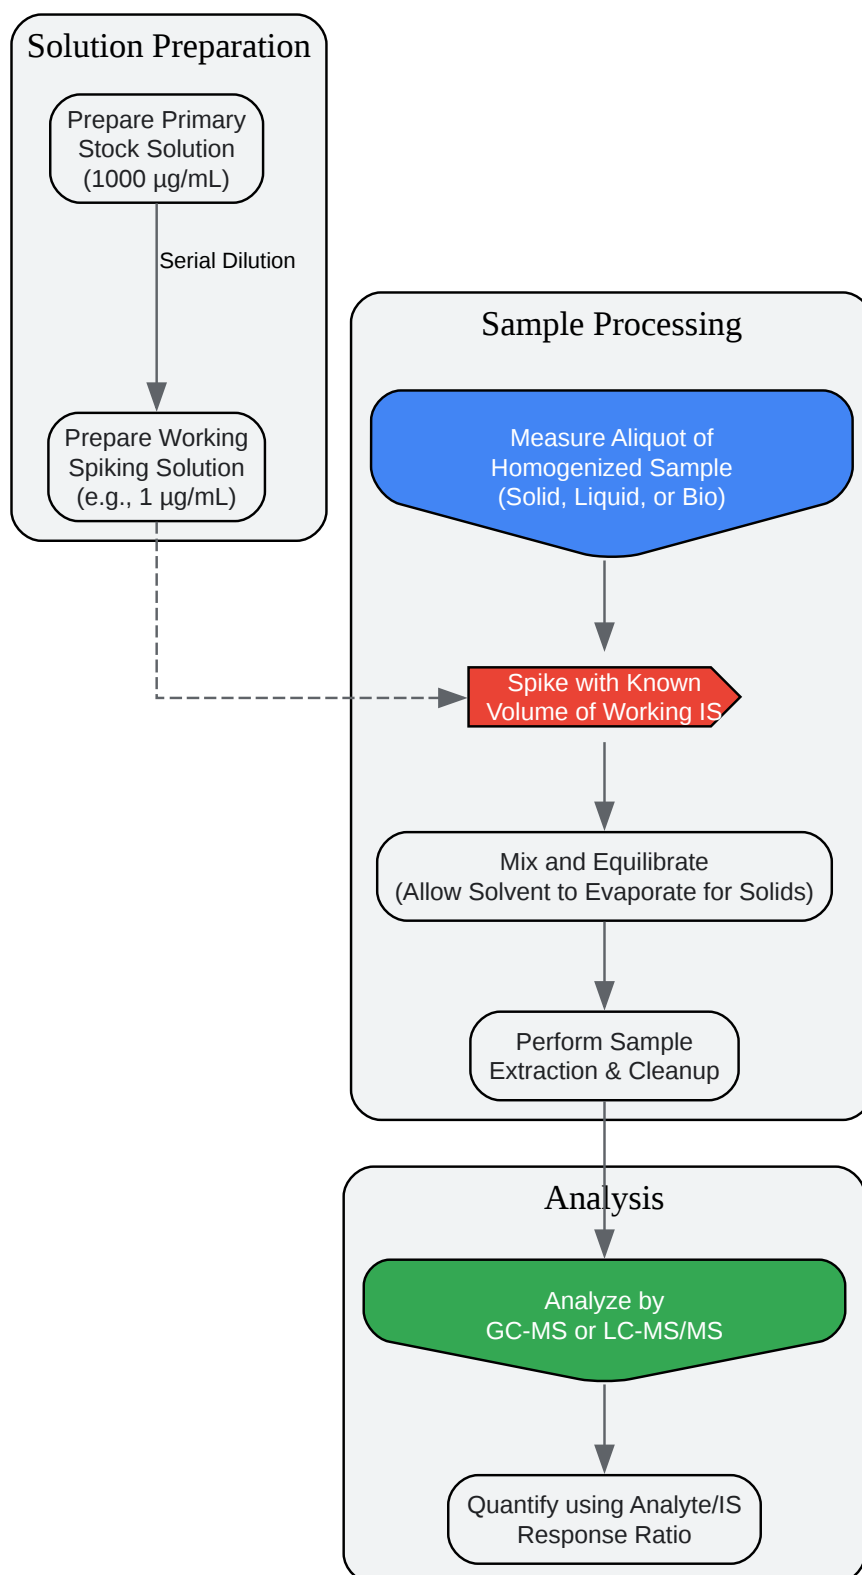 Solution Preparation
Prepare Primary
Stock Solution
(1000 µg/mL)
Serial Dilution
Prepare Working
Spiking Solution
(e.g., 1 µg/mL)
Sample Processing
Measure Aliquot of
Homogenized Sample
(Solid, Liquid, or Bio)
Spike with Known
Volume of Working IS
Mix and Equilibrate
(Allow Solvent to Evaporate for Solids)
Perform Sample
Extraction & Cleanup
Analysis
Analyze by
GC-MS or LC-MS/MS
Quantify using Analyte/IS
Response Ratio